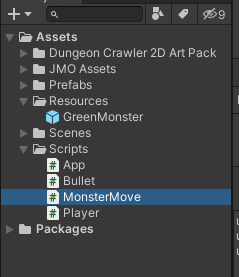 9
Assets
Dungeon Crawler 2D Art Pack
JMO Assets
Prefabs
Resources
GreenMonster
Scenes
Scripts
# App
# Bullet
# MonsterMove
# Player
Packages